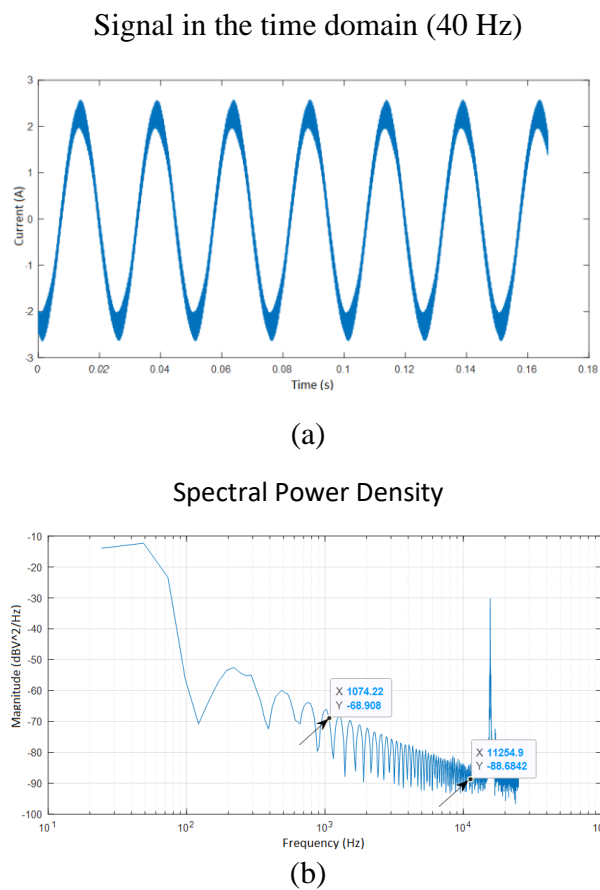 Signal in the time domain (40 Hz)
3
2
1
0
-1
-2
-3
Current (A)
0 0.02 0.04 0.06 0.08 0.1 0.12 0.14 0.16 0.18
Time (s)
(a)
Spectral Power Density
-10
-20
-30
-40
-50
-60
-70
-80
-90
-100
Magnitude (dBV^2/Hz)
X 1074.22
Y -68.908
X 11254.9
Y -88.6842
10^1 10^2 10^3 10^4 80
Frequency (Hz)
(b)